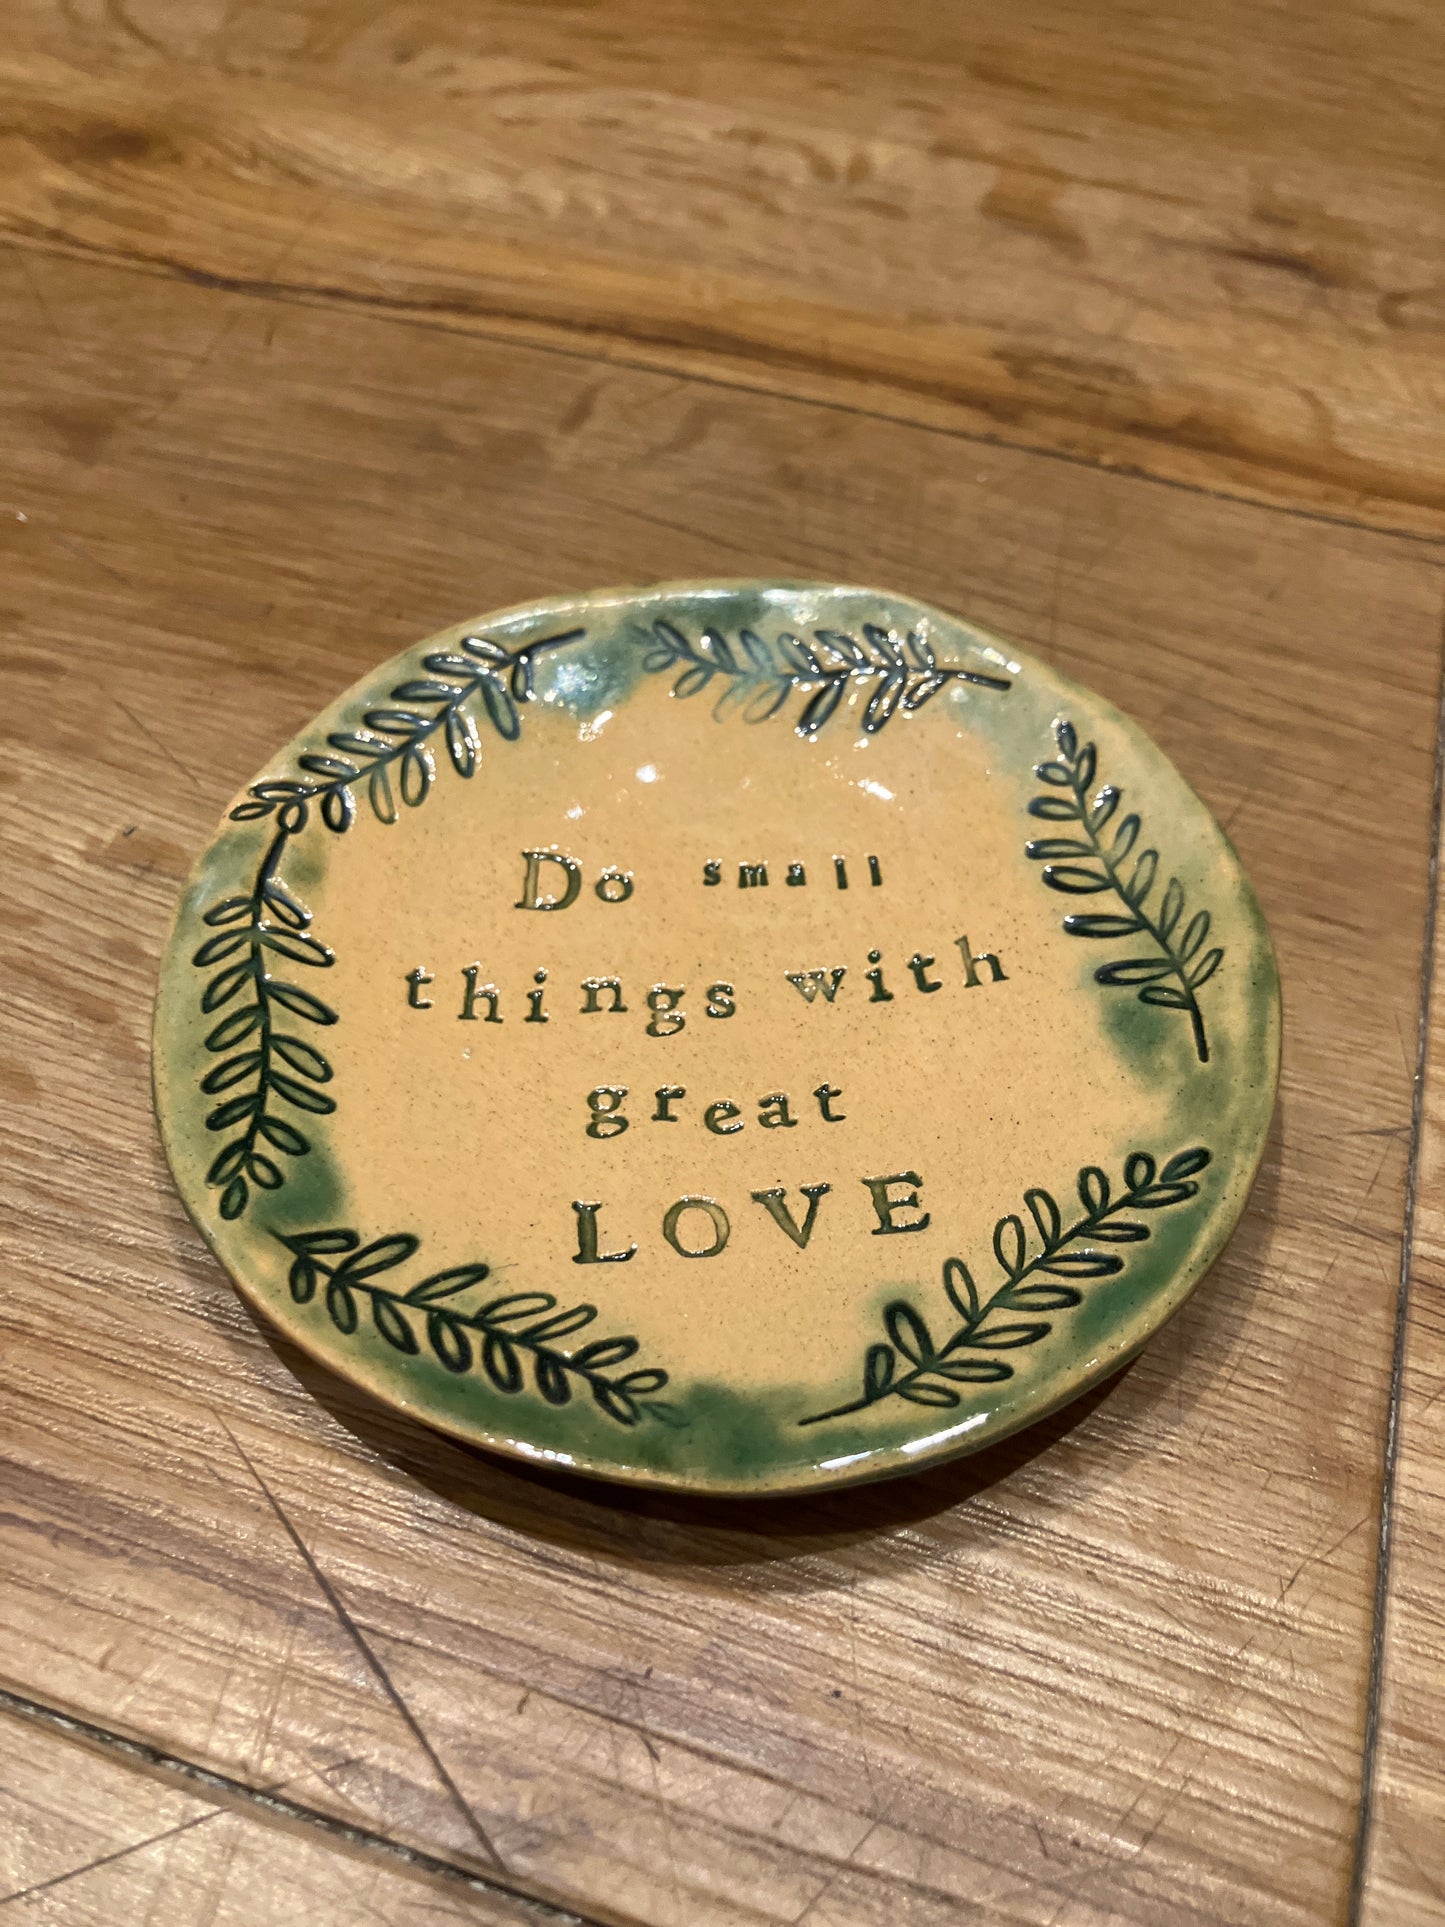 Do small
things with
great
LOVE